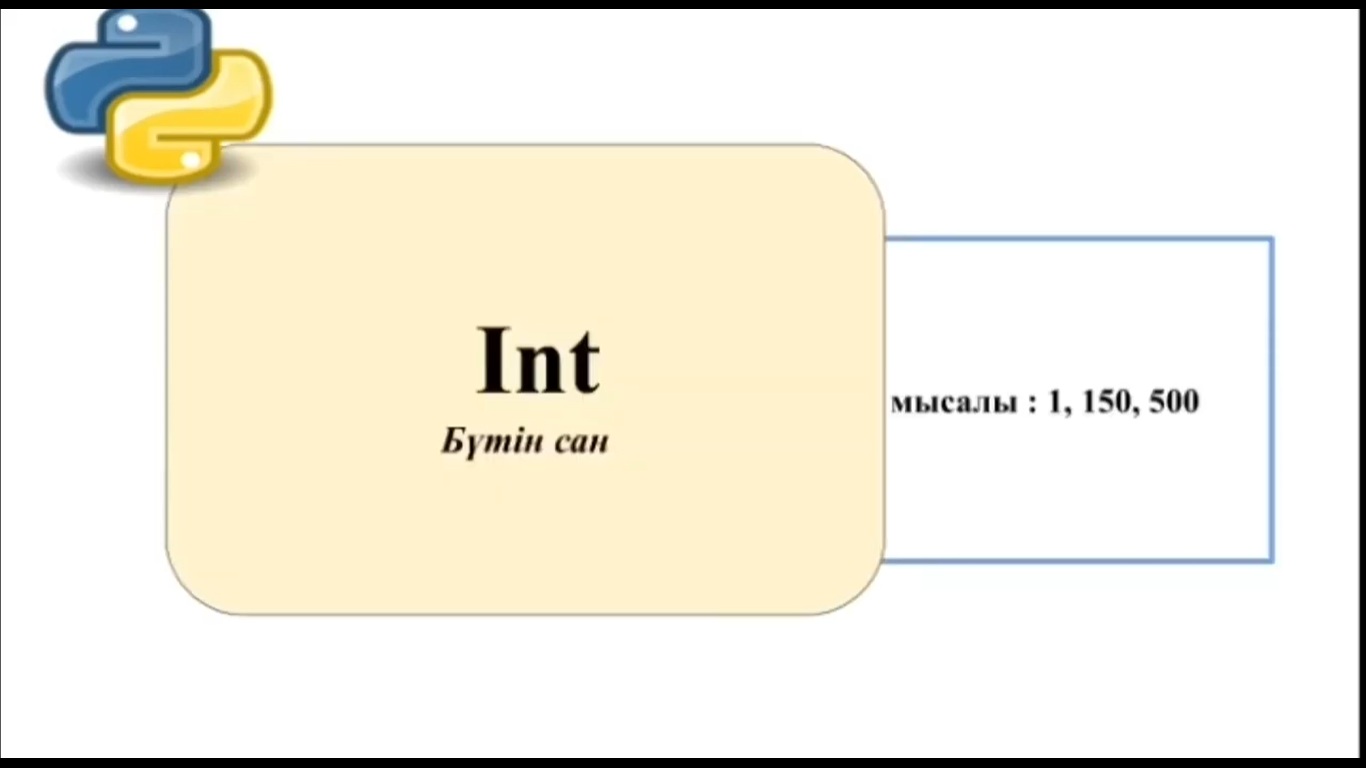 Int
Бүтін сан
мысалы : 1, 150, 500